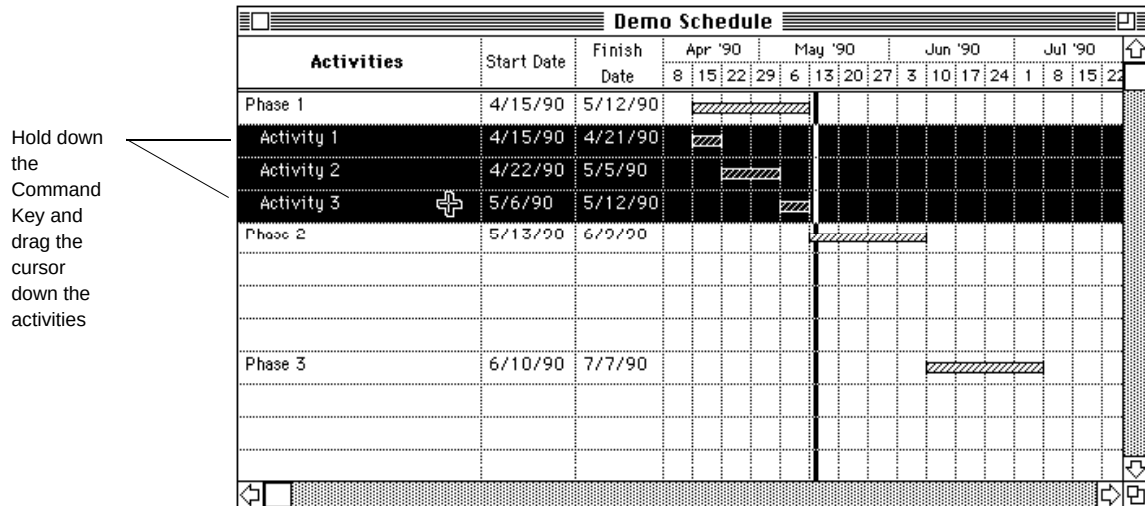 Demo Schedule
Activities Start Date Finish Date Apr '90 May '90 Jun '90 Jul '90
8 15 22 29 6 13 20 27 3 10 17 24 1 8 15 22
Phase 1 4/15/90 5/12/90
Activity 1 4/15/90 4/21/90
Activity 2 4/22/90 5/5/90
Activity 3 5/6/90 5/12/90
Phase 2 5/13/90 6/9/90
Phase 3 6/10/90 7/7/90
Hold down
the
Command
Key and
drag the
cursor
down the
activities